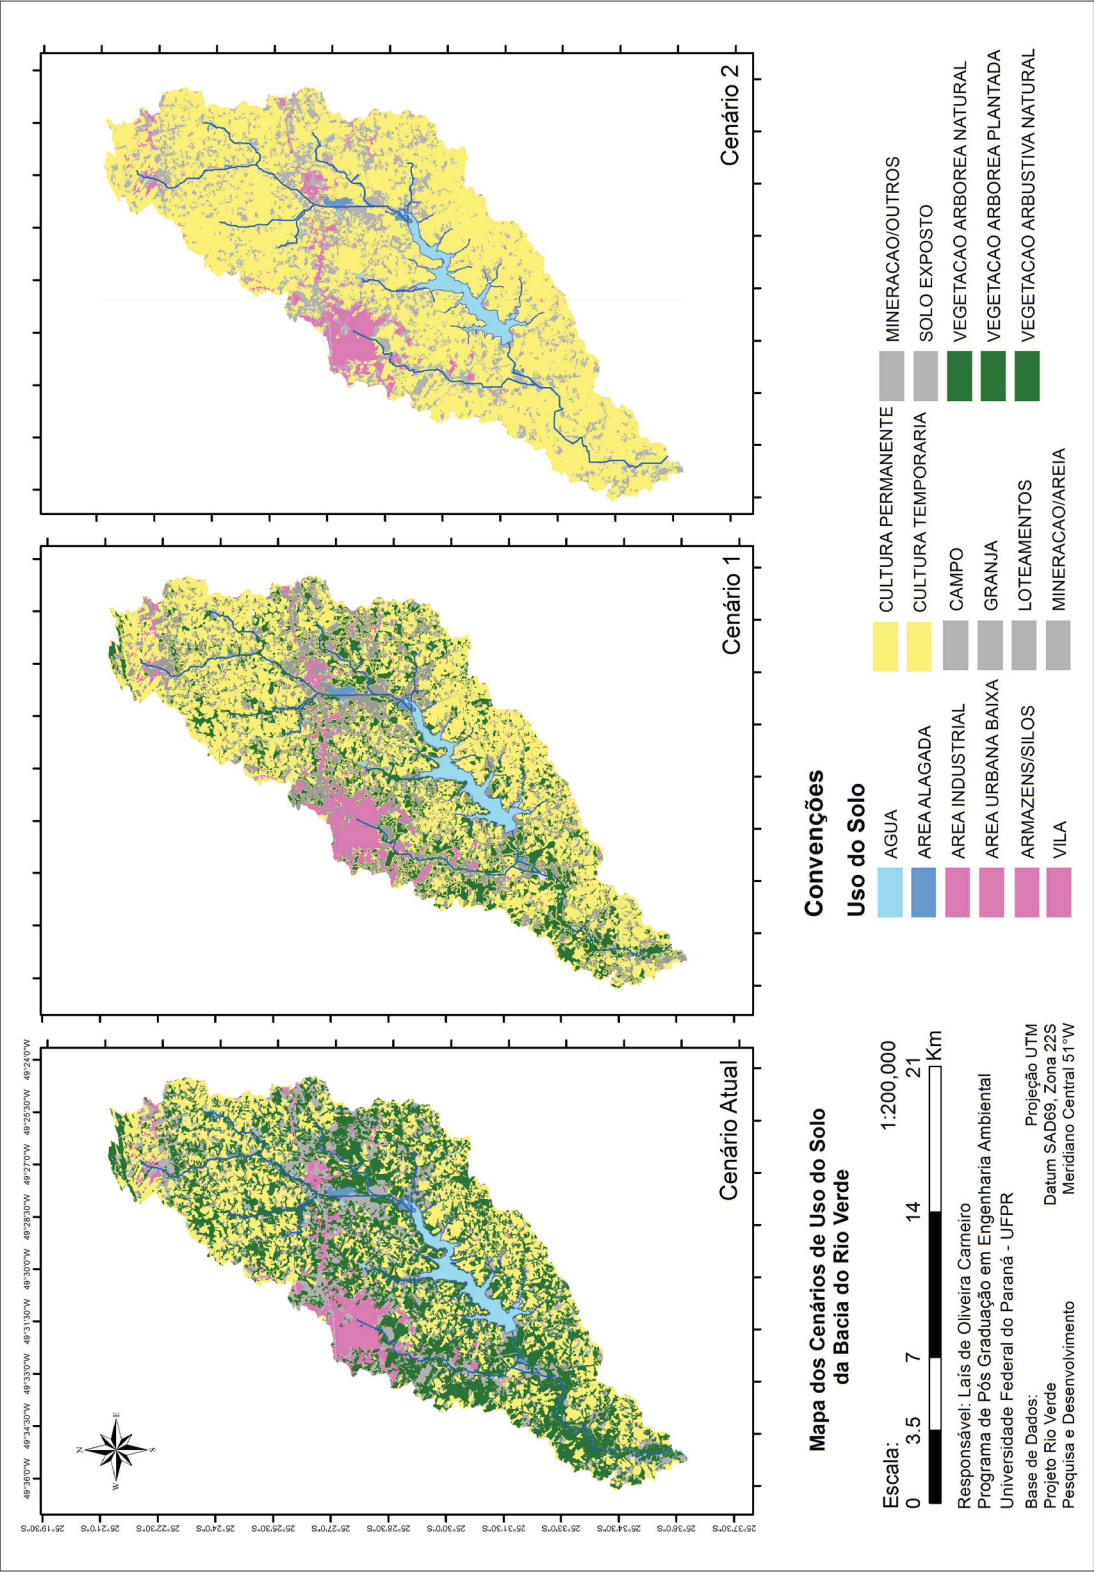 Cenário Atual
Cenário 1
Cenário 2
49°36'0"W
49°34'30"W
49°33'0"W
49°31'30"W
49°30'0"W
49°28'30"W
49°27'0"W
49°25'30"W
49°24'0"W
N
W
E
S
Mapa dos Cenários de Uso do Solo
da Bacia do Rio Verde
Escala:
1:200,000
0
3.5
7
14
21
Km
Responsável: Laís de Oliveira Carneiro
Programa de Pós Graduação em Engenharia Ambiental
Universidade Federal do Paraná - UFPR
Base de Dados:
Projeto Rio Verde
Pesquisa e Desenvolvimento
Projeção UTM
Datum SAD69, Zona 22S
Meridiano Central 51°W
Convenções
Uso do Solo
AGUA
AREA ALAGADA
AREA INDUSTRIAL
AREA URBANA BAIXA
ARMAZENS/SILOS
VILA
CULTURA PERMANENTE
CULTURA TEMPORARIA
CAMPO
GRANJA
LOTEAMENTOS
MINERACAO/AREIA
MINERACAO/OUTROS
SOLO EXPOSTO
VEGETACAO ARBOREA NATURAL
VEGETACAO ARBOREA PLANTADA
VEGETACAO ARBUSTIVA NATURAL